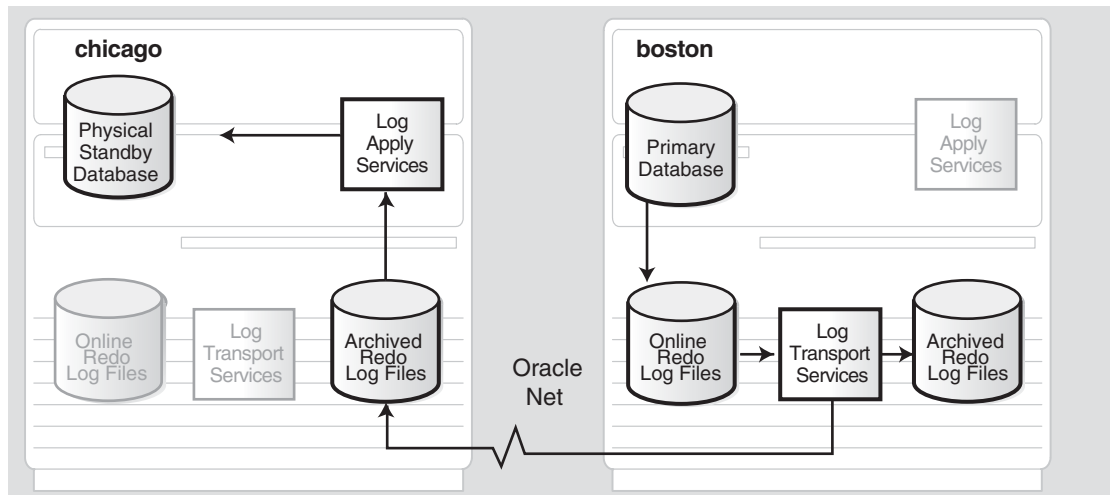 chicago
Physical
Standby
Database
Log
Apply
Services
Online
Redo
Log Files
Log
Transport
Services
Archived
Redo
Log Files
Oracle
Net
boston
Primary
Database
Log
Apply
Services
Online
Redo
Log Files
Log
Transport
Services
Archived
Redo
Log Files